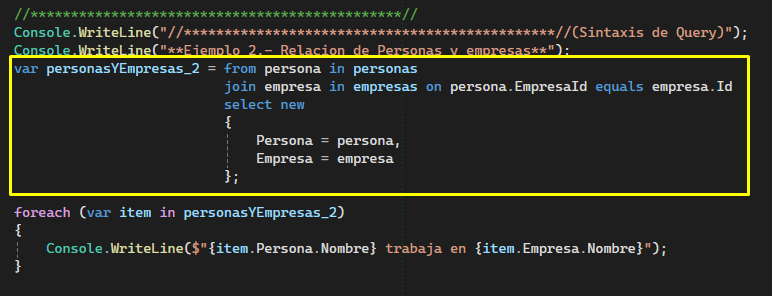 //**********************************************//
Console.WriteLine("//**********************************************//(Sintaxis de Query)");
Console.WriteLine("**Ejemplo 2.- Relacion de Personas y empresas**");
var personasYEmpresas_2 = from persona in personas
join empresa in empresas on persona.EmpresaId equals empresa.Id
select new
{
Persona = persona,
Empresa = empresa
};
foreach (var item in personasYEmpresas_2)
{
Console.WriteLine($"{item.Persona.Nombre} trabaja en {item.Empresa.Nombre}");
}